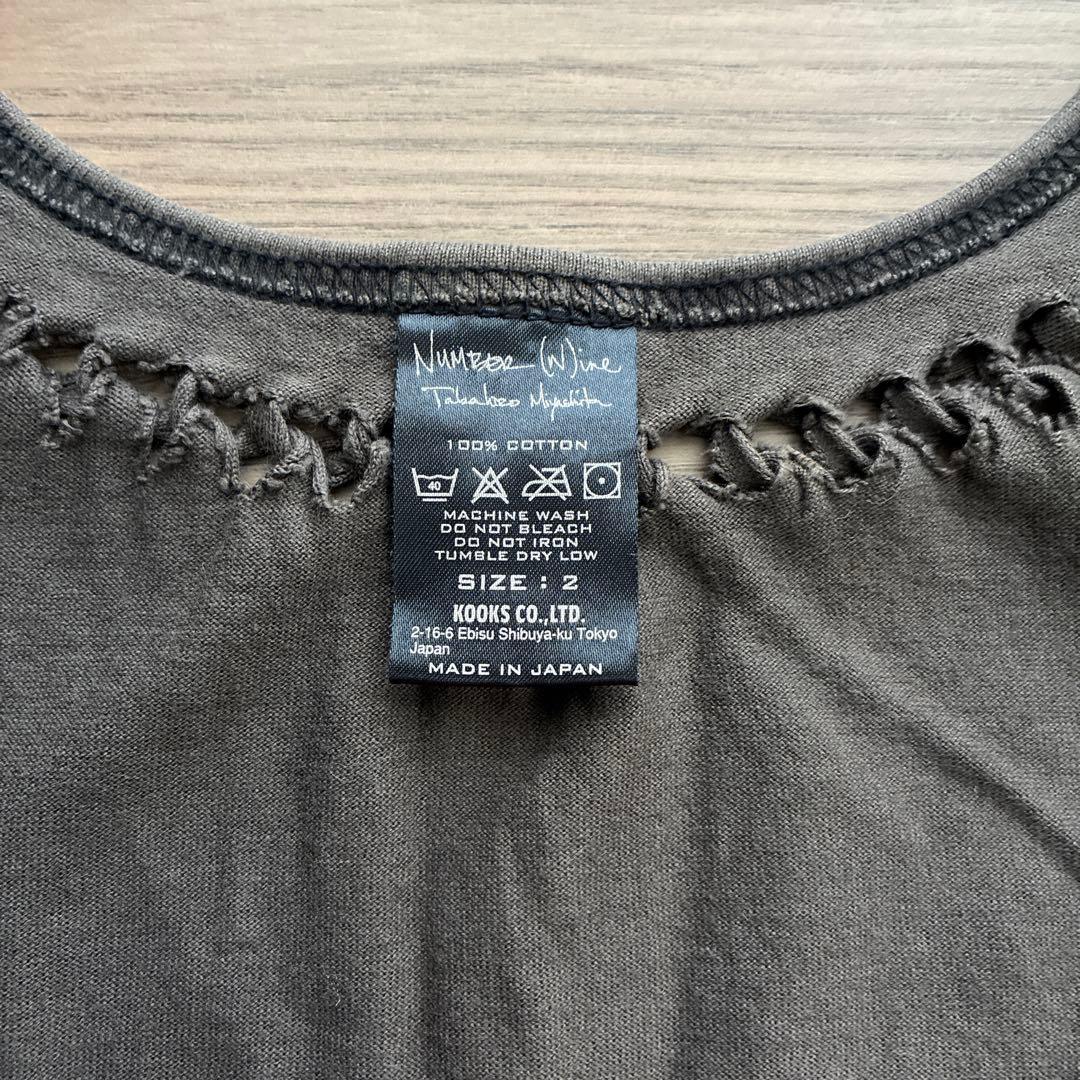 NUMBER (N)ine
Takahiro Miyashita
100% COTTON
40
MACHINE WASH
DO NOT BLEACH
DO NOT IRON
TUMBLE DRY LOW
SIZE : 2
KOOKS CO.,LTD.
2-16-6 Ebisu Shibuya-ku Tokyo
Japan
MADE IN JAPAN